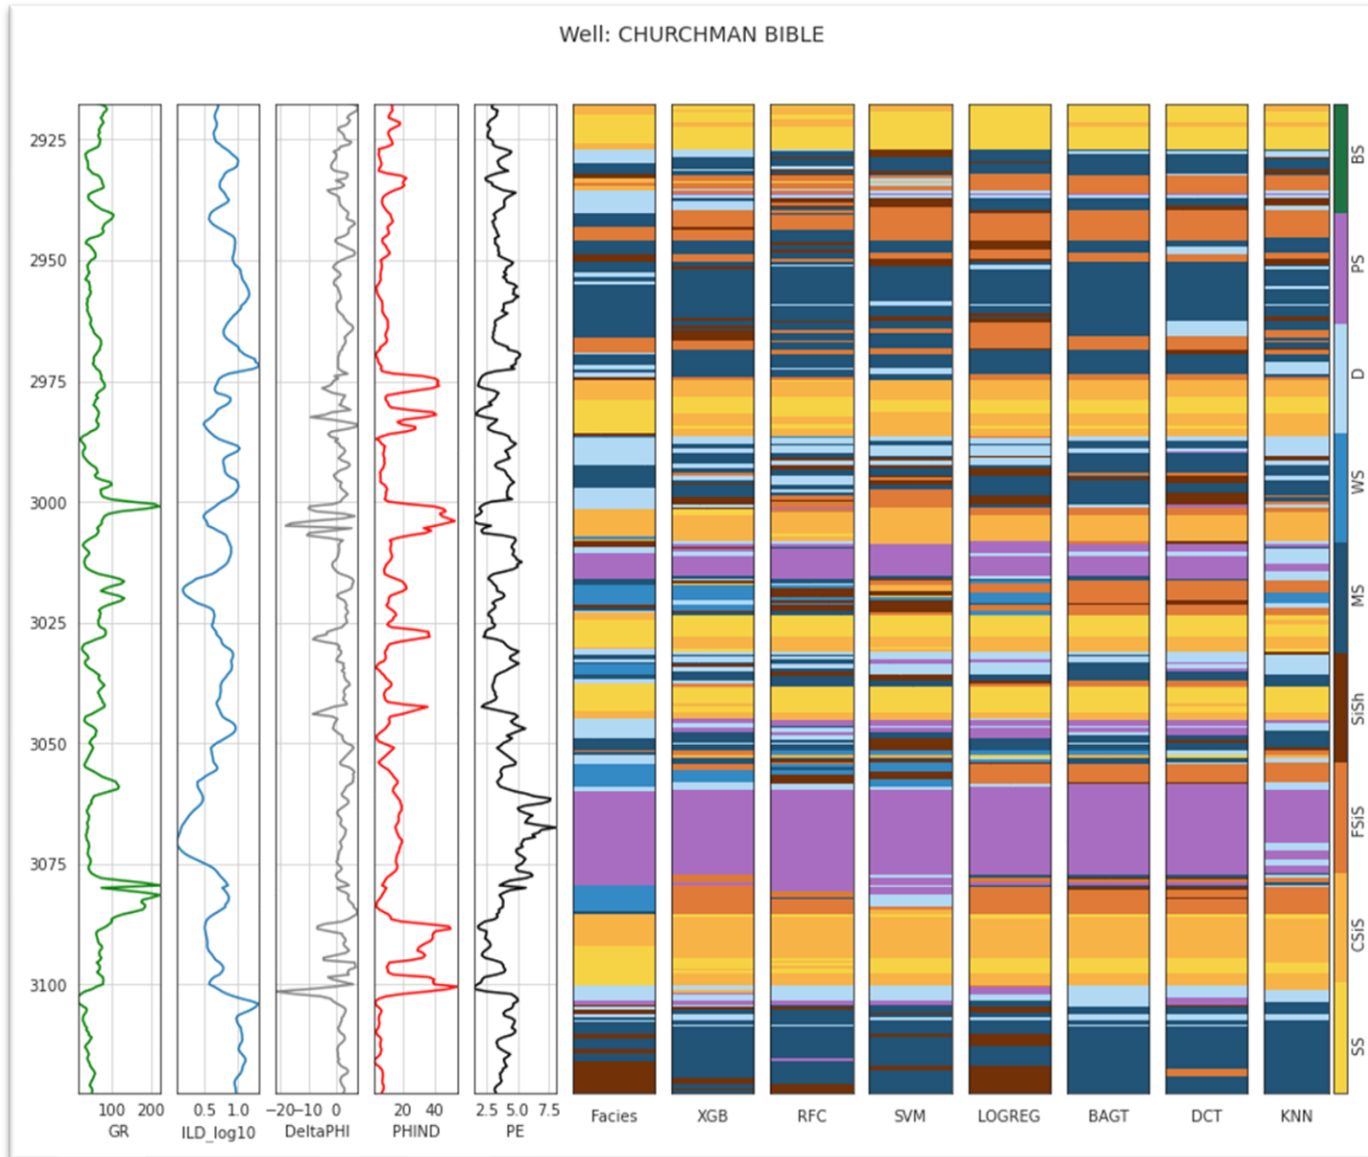 Well: CHURCHMAN BIBLE
2925
2950
2975
3000
3025
3050
3075
3100
100 200
GR
0.5 1.0
ILD_log10
−20−10 0
DeltaPHI
20 40
PHIND
2.5 5.0 7.5
PE
Facies
XGB
RFC
SVM
LOGREG
BAGT
DCT
KNN
BS
PS
D
WS
MS
SiSh
FSiS
CSiS
SS